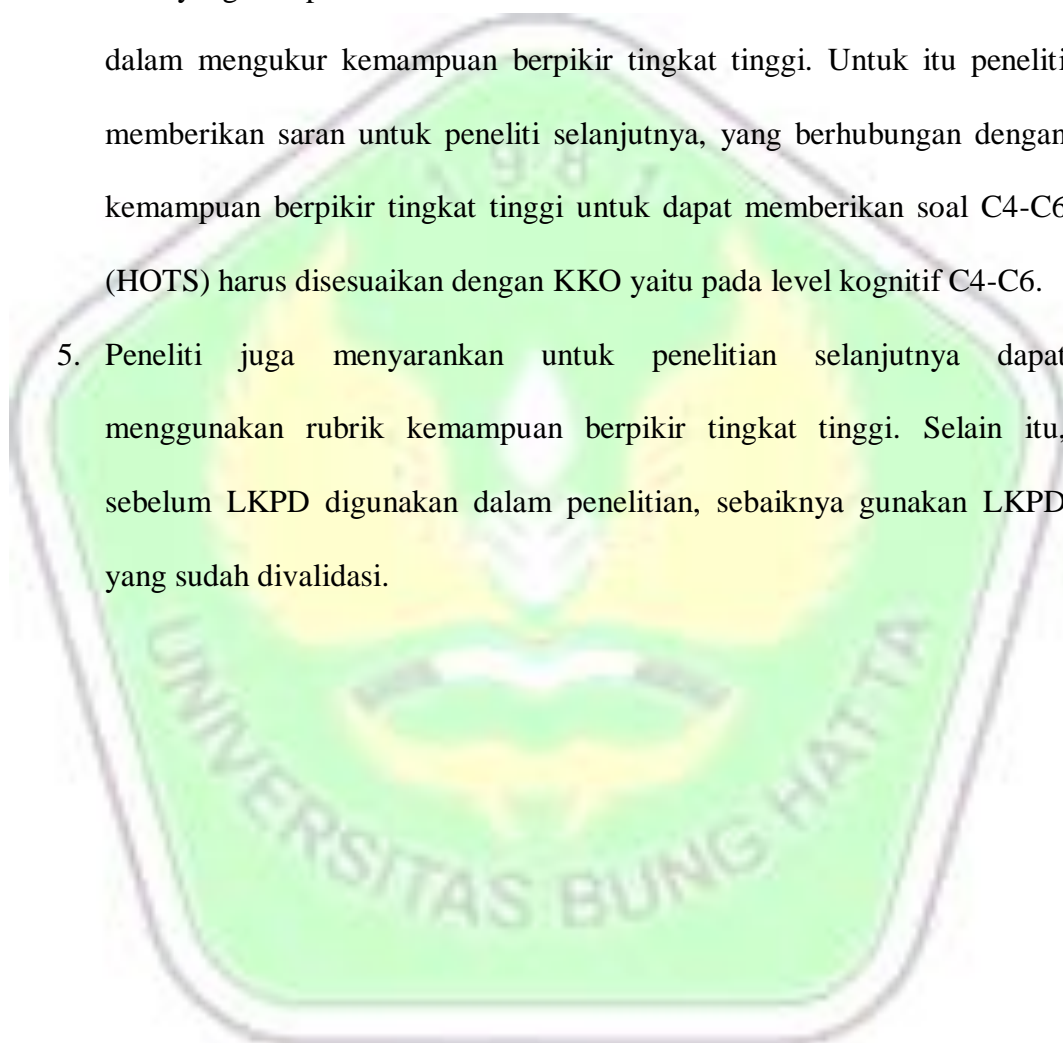 dalam mengukur kemampuan berpikir tingkat tinggi. Untuk itu peneliti
memberikan saran untuk peneliti selanjutnya, yang berhubungan dengan
kemampuan berpikir tingkat tinggi untuk dapat memberikan soal C4-C6
(HOTS) harus disesuaikan dengan KKO yaitu pada level kognitif C4-C6.
5. Peneliti juga menyarankan untuk penelitian selanjutnya dapat
menggunakan rubrik kemampuan berpikir tingkat tinggi. Selain itu,
sebelum LKPD digunakan dalam penelitian, sebaiknya gunakan LKPD
yang sudah divalidasi.
1981
UNIVERSITAS BUNG HATTA